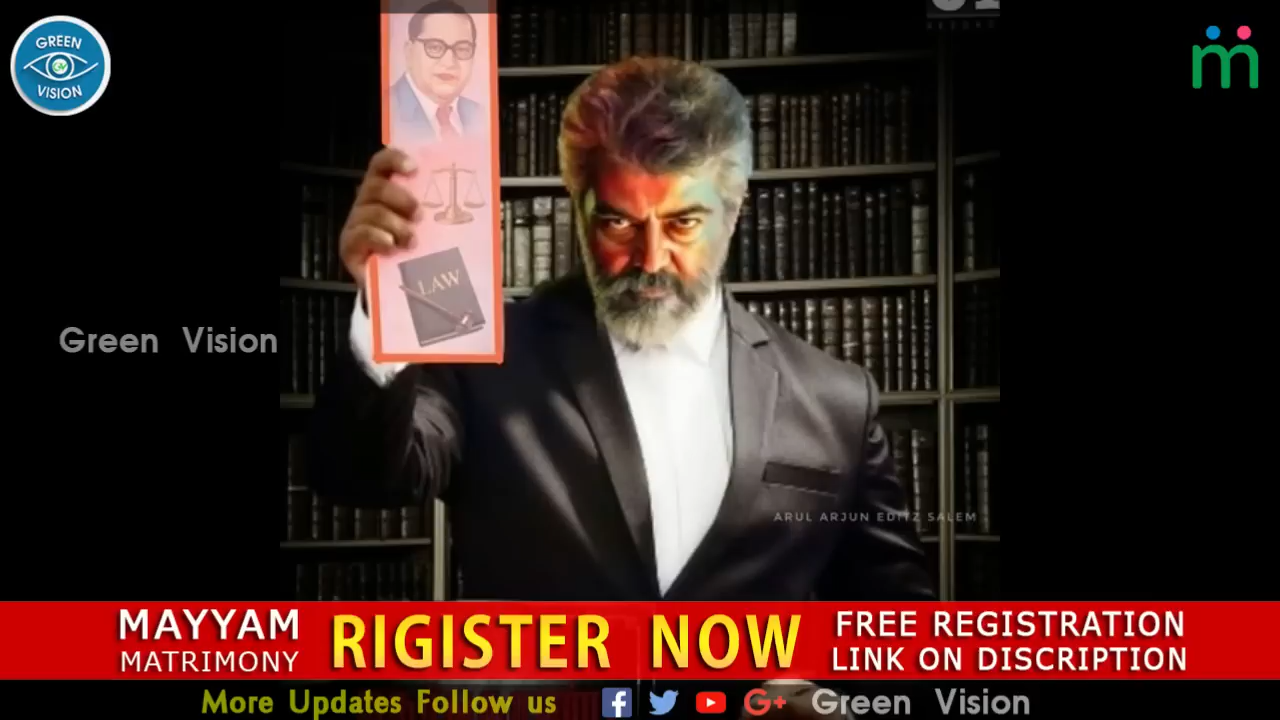 GREEN
VISION
m
LAW
Green Vision
ARUL ARJUN EDITZ SALEM
MAYYAM
MATRIMONY
RIGISTER NOW
FREE REGISTRATION
LINK ON DISCRIPTION
More Updates Follow us
f
G+
Green Vision